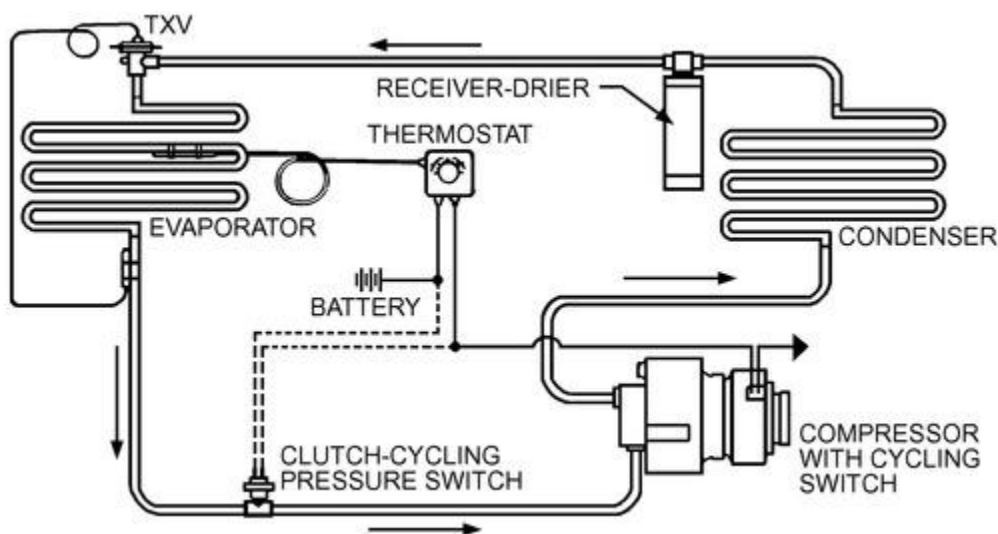 TXV
RECEIVER-DRIER
THERMOSTAT
EVAPORATOR
CONDENSER
BATTERY
CLUTCH-CYCLING
PRESSURE SWITCH
COMPRESSOR
WITH CYCLING
SWITCH